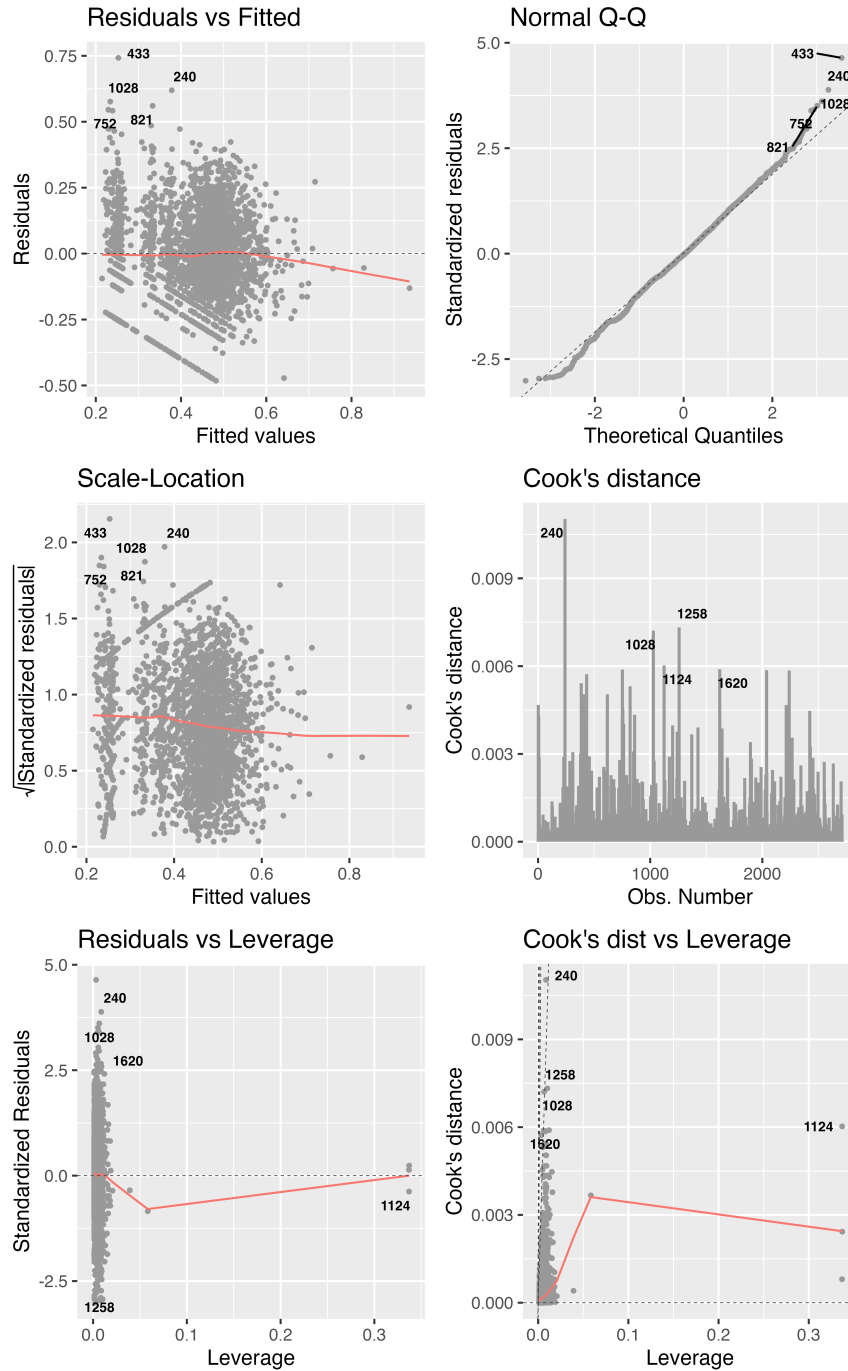 Residuals vs Fitted
Residuals
0.75
0.50
0.25
0.00
-0.25
-0.50
433
240
1028
752
821
0.2 0.4 0.6 0.8
Fitted values
Normal Q-Q
Standardized residuals
5.0
2.5
0.0
-2.5
433
240
1028
752
821
-2 0 2
Theoretical Quantiles
Scale-Location
√|Standardized residuals|
2.0
1.5
1.0
0.5
0.0
433
240
1028
752
821
0.2 0.4 0.6 0.8
Fitted values
Cook's distance
Cook's distance
0.009
0.006
0.003
0.000
240
1258
1028
1124
1620
0 1000 2000
Obs. Number
Residuals vs Leverage
Standardized Residuals
5.0
2.5
0.0
-2.5
240
1028
1620
1124
1258
0.0 0.1 0.2 0.3
Leverage
Cook's dist vs Leverage
Cook's distance
0.009
0.006
0.003
0.000
240
1258
1028
1124
1620
0.0 0.1 0.2 0.3
Leverage